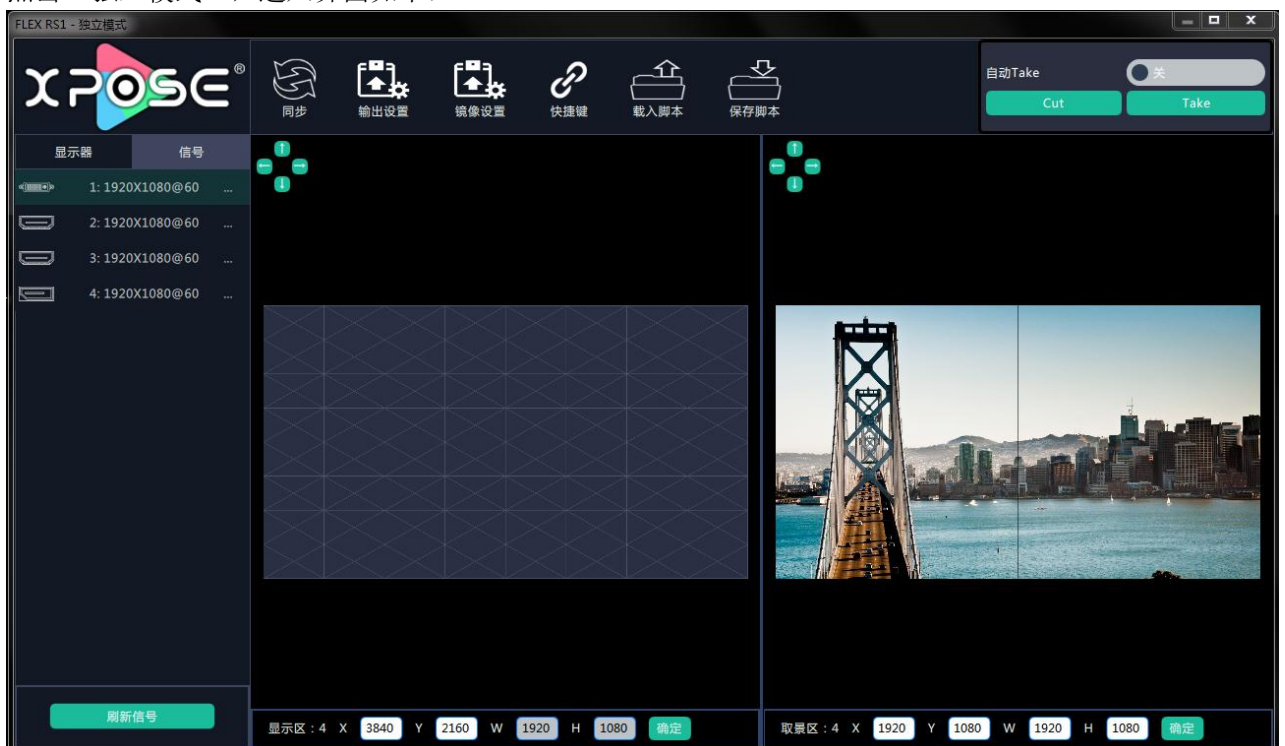 FLEX RS1 - 独立模式
XPOSE®
同步
输出设置
镜像设置
快捷键
载入脚本
保存脚本
自动Take
关
Cut
Take
显示器
信号
1: 1920X1080@60 ...
2: 1920X1080@60 ...
3: 1920X1080@60 ...
4: 1920X1080@60 ...
刷新信号
显示区：4 X 3840 Y 2160 W 1920 H 1080 确定
取景区：4 X 1920 Y 1080 W 1920 H 1080 确定